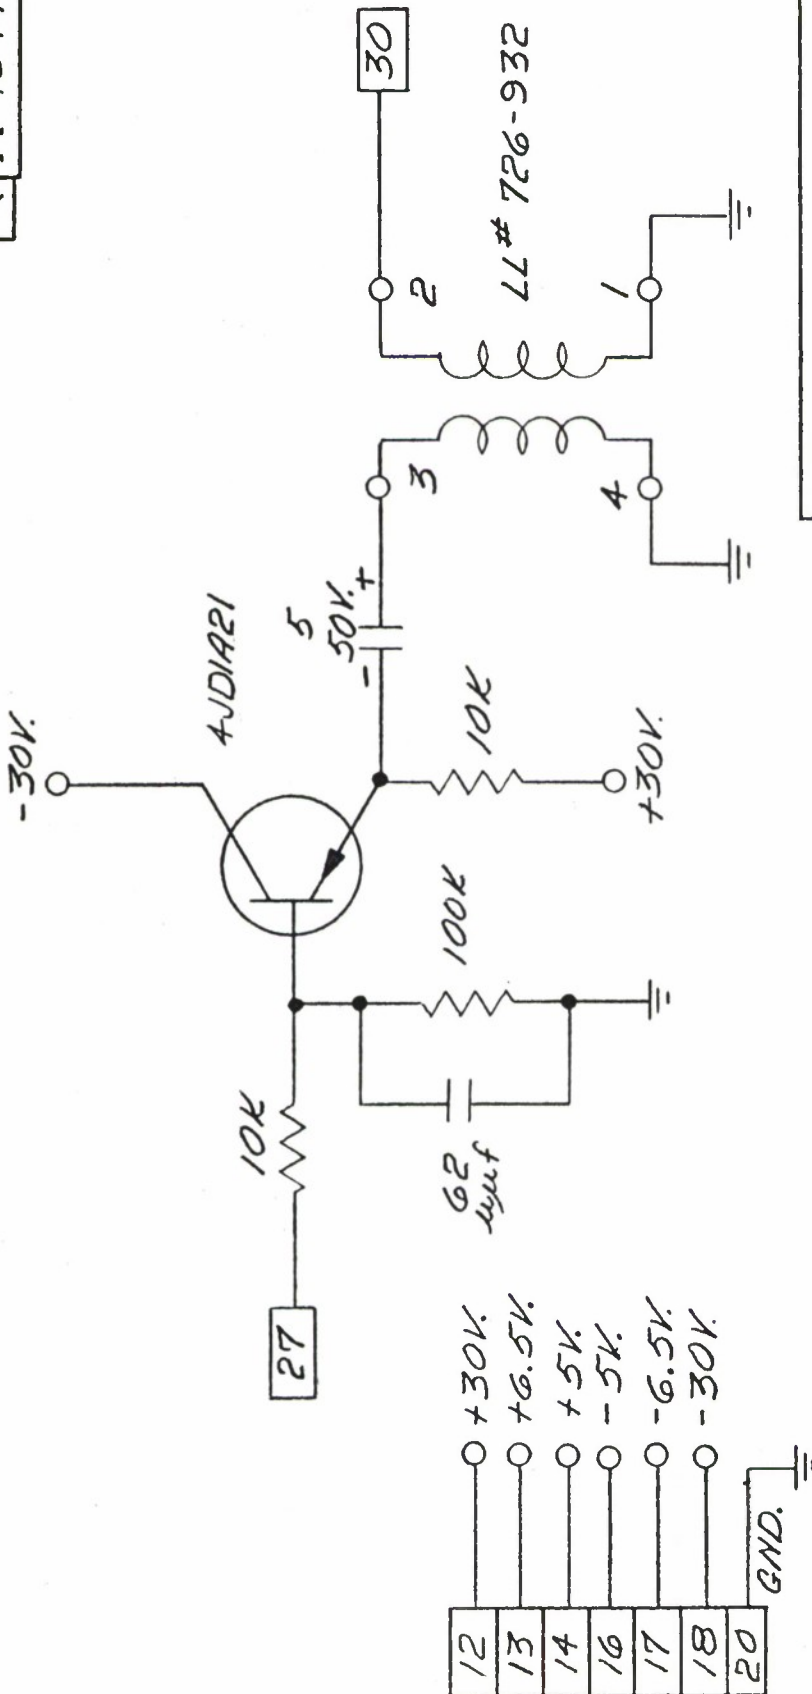 -30V.
4JD1A21
30
5
50V.
- +
3
2
LL# 726-932
27
10K
10K
100K
+30V.
62
μμf
4
1
12 +30V.
13 +6.5V.
14 +5V.
16 -5V.
17 -6.5V.
18 -30V.
20
GND.